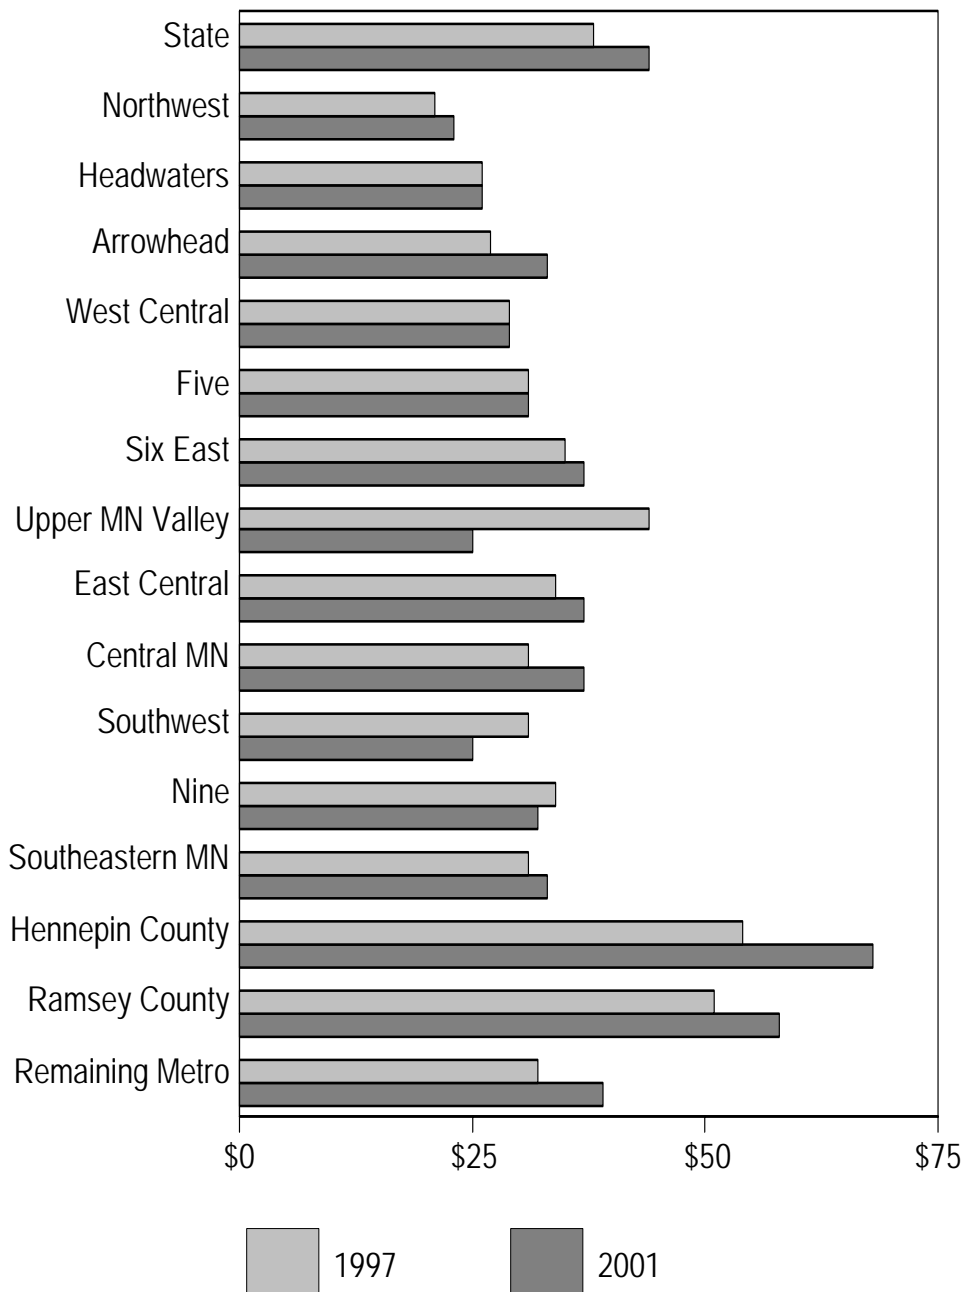 State
Northwest
Headwaters
Arrowhead
West Central
Five
Six East
Upper MN Valley
East Central
Central MN
Southwest
Nine
Southeastern MN
Hennepin County
Ramsey County
Remaining Metro
$0 $25 $50 $75
1997 2001